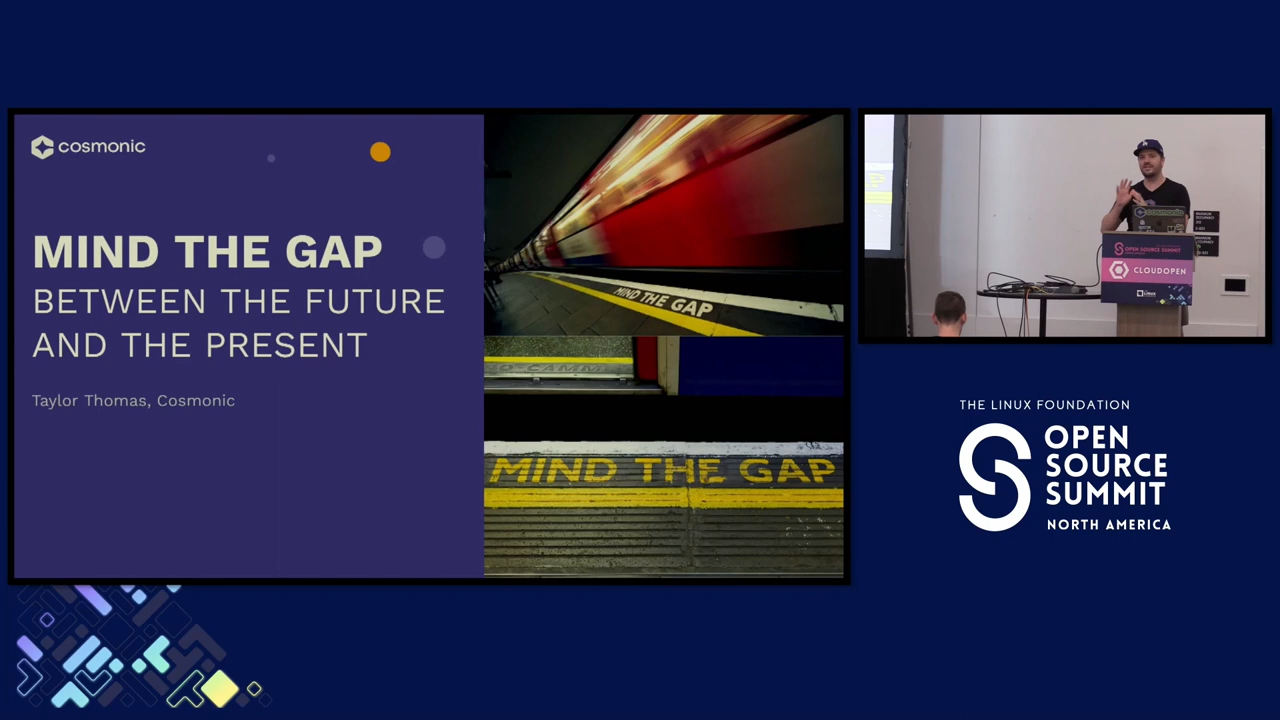 cosmonic
MIND THE GAP
BETWEEN THE FUTURE
AND THE PRESENT
Taylor Thomas, Cosmonic
MIND THE GAP
MIND THE GAP
cosmonic
OPEN SOURCE SUMMIT
CLOUDOPEN
THE LINUX FOUNDATION
OPEN
SOURCE
SUMMIT
NORTH AMERICA